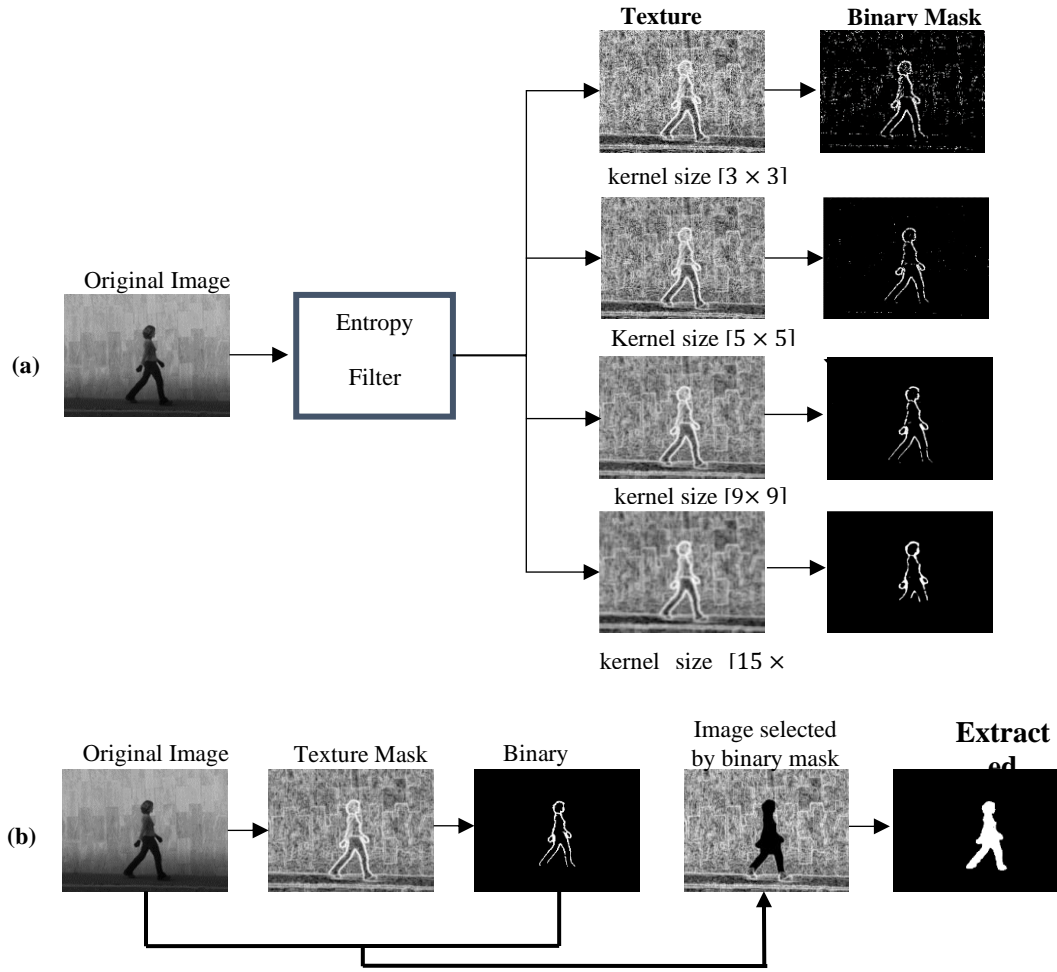 Texture
Binary Mask
kernel size [3 × 3]
Original Image
Entropy
Filter
(a)
Kernel size [5 × 5]
kernel size [9× 9]
kernel size [15 ×
Original Image
Texture Mask
Binary
Image selected
by binary mask
Extract
ed
(b)